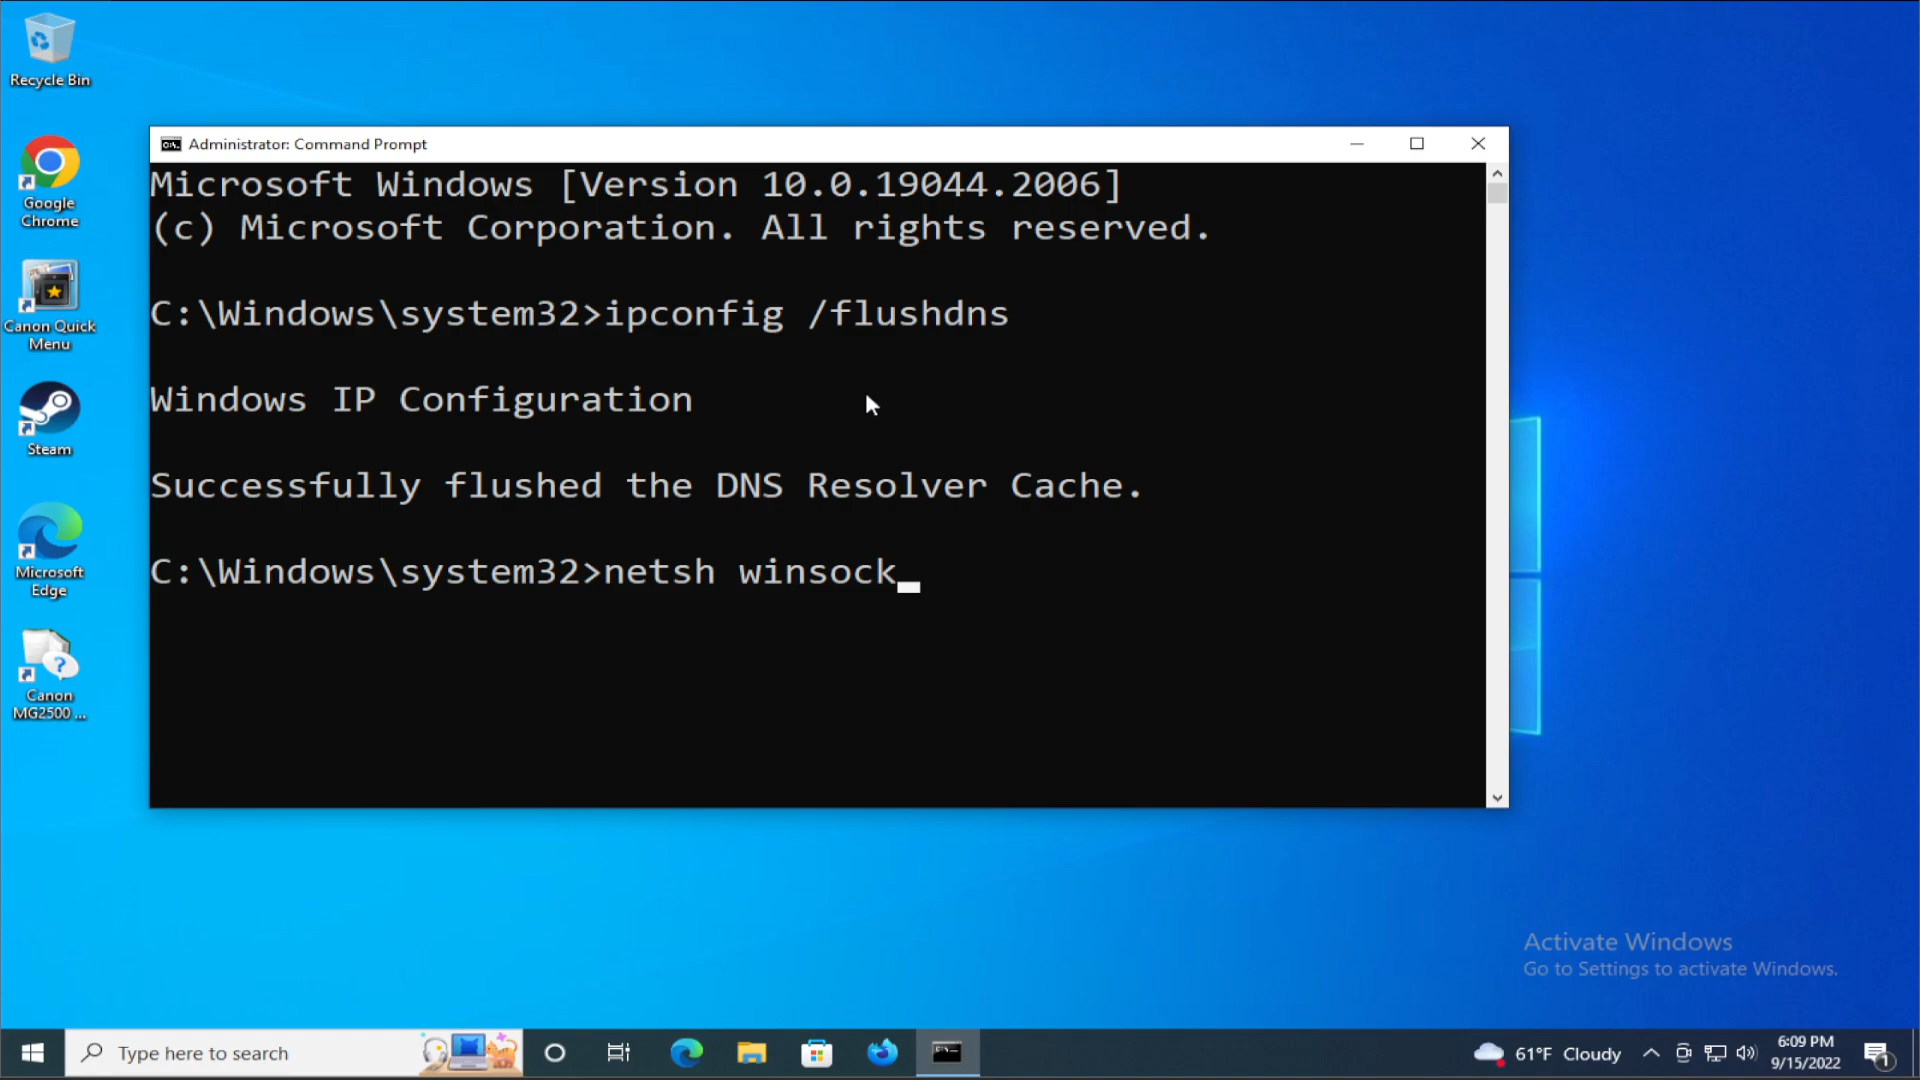 Recycle Bin
Google
Chrome
Canon Quick
Menu
Steam
Microsoft
Edge
Canon
MG2500 ...
Administrator: Command Prompt
Microsoft Windows [Version 10.0.19044.2006]
(c) Microsoft Corporation. All rights reserved.
C:\Windows\system32>ipconfig /flushdns
Windows IP Configuration
Successfully flushed the DNS Resolver Cache.
C:\Windows\system32>netsh winsock
Activate Windows
Go to Settings to activate Windows.
Type here to search
61°F Cloudy
6:09 PM
9/15/2022
1